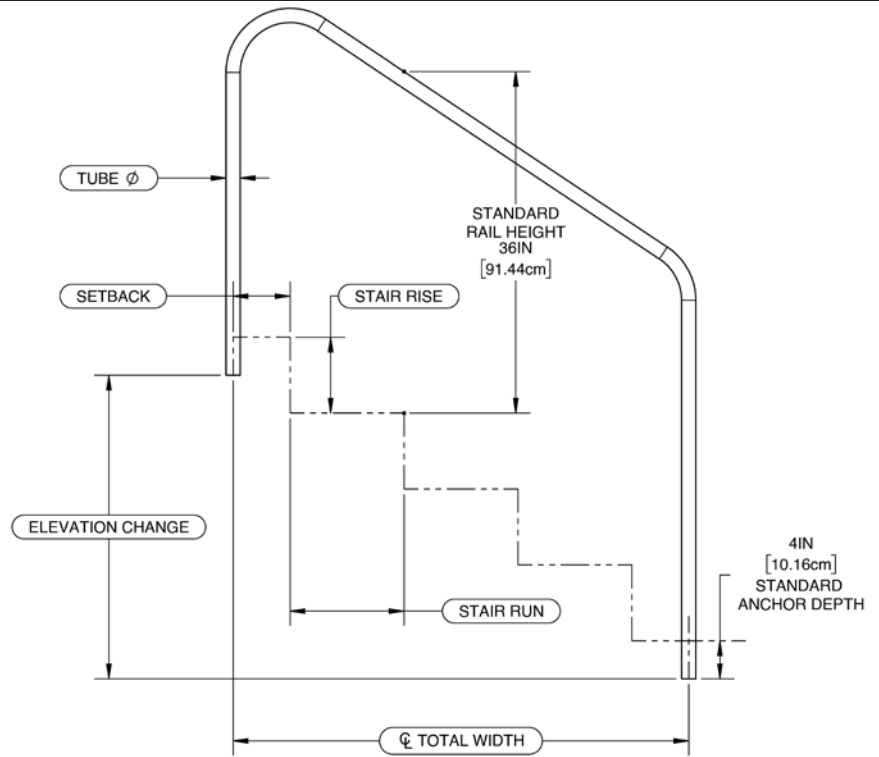 TUBE Ø
STANDARD
RAIL HEIGHT
36IN
[91.44cm]
SETBACK
STAIR RISE
ELEVATION CHANGE
4IN
[10.16cm]
STANDARD
ANCHOR DEPTH
STAIR RUN
℄ TOTAL WIDTH